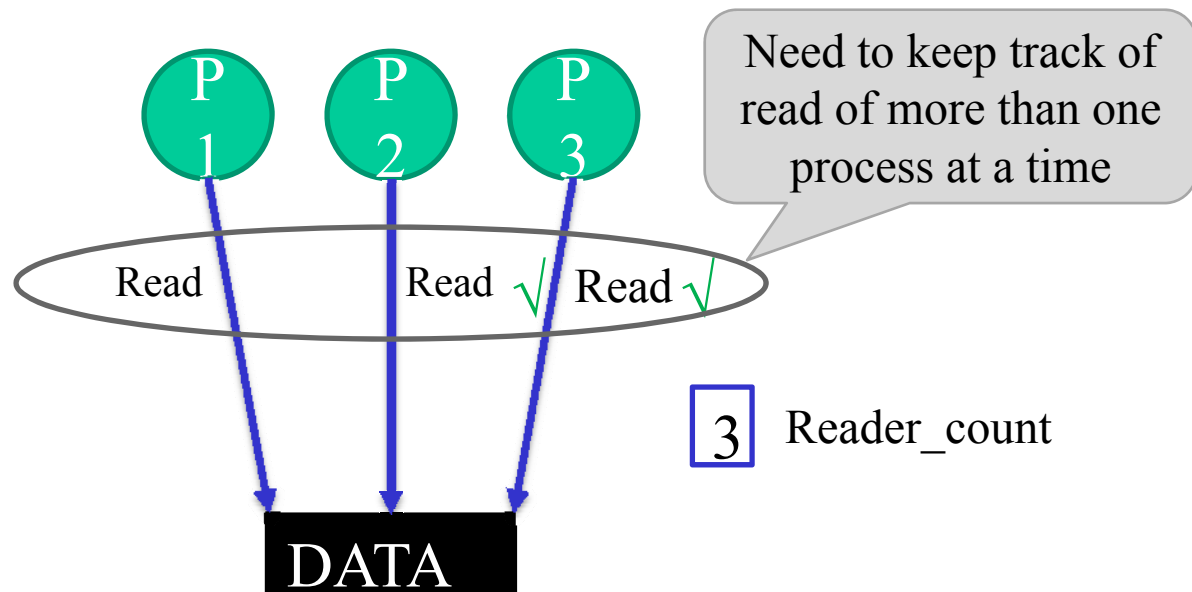 P
1
P
2
P
3
Need to keep track of
read of more than one
process at a time
Read Read √ Read √
3 Reader_count
DATA